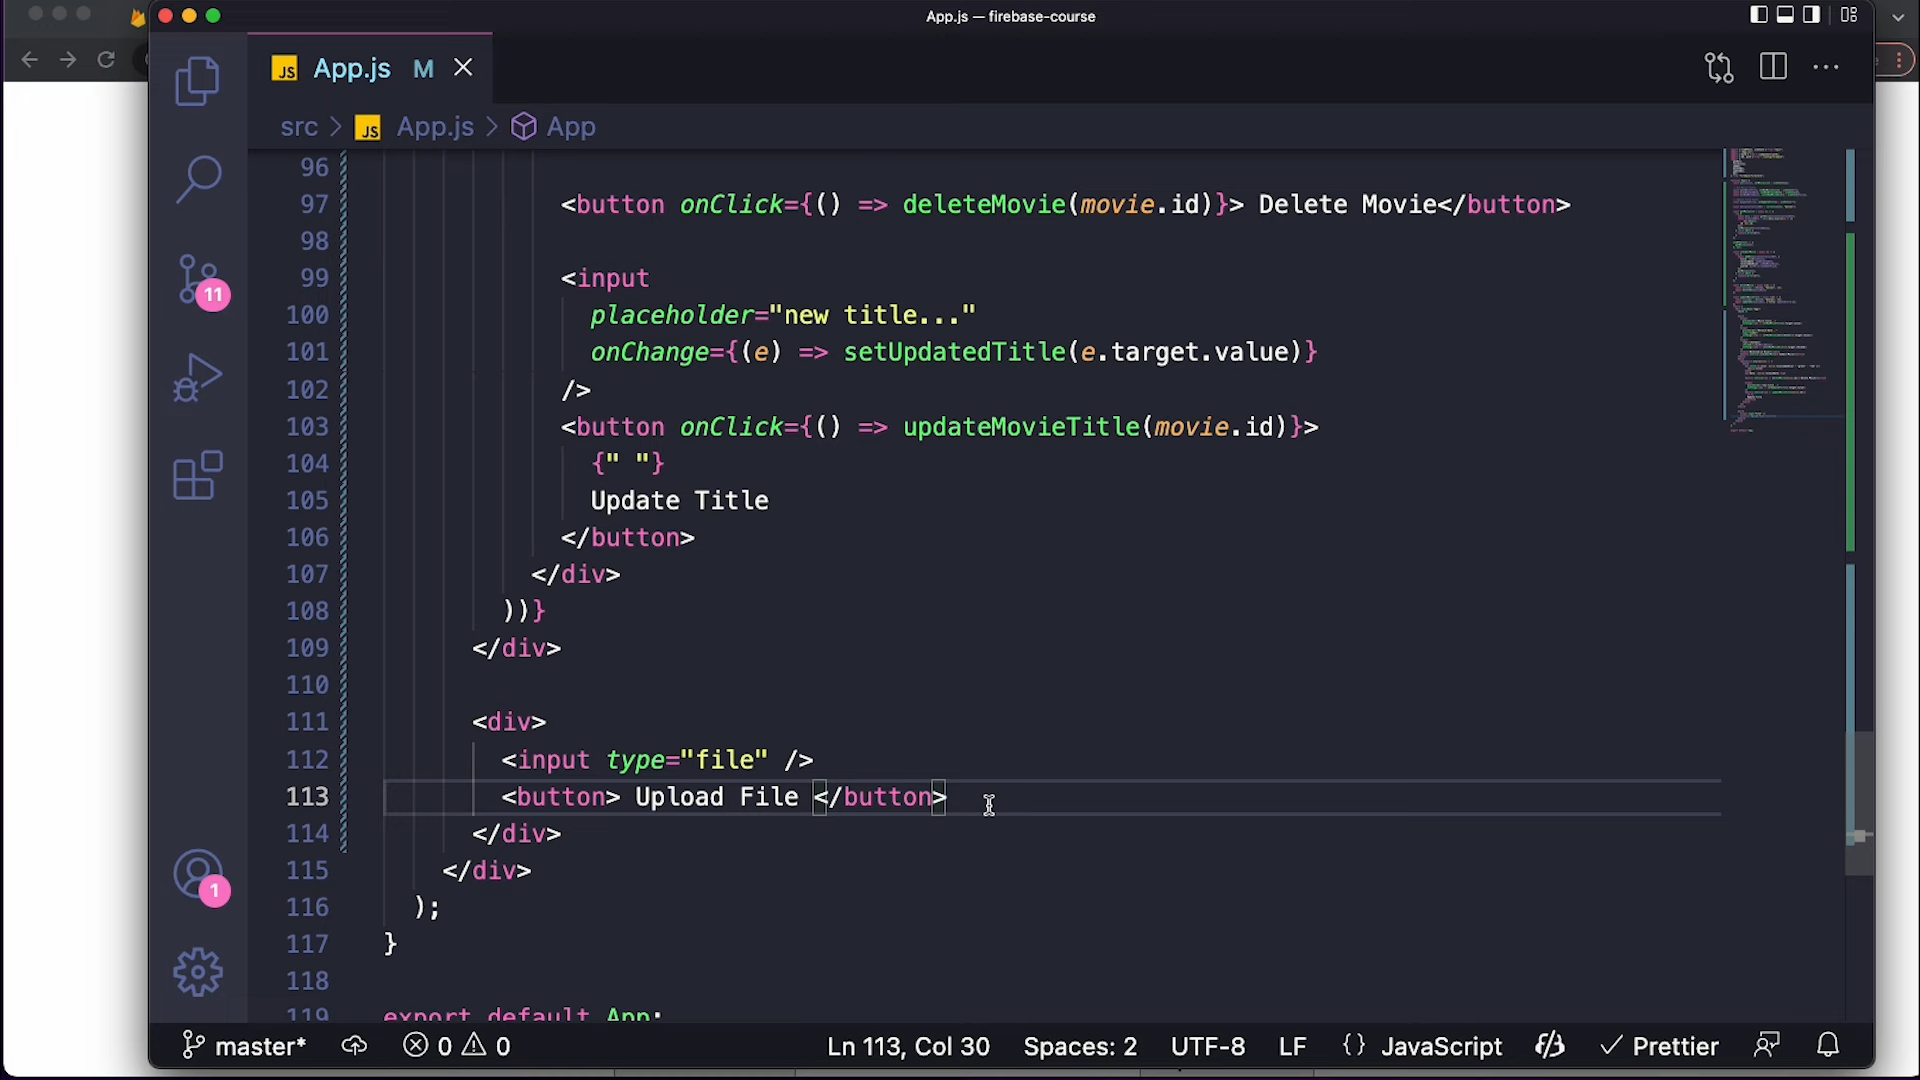 App.js — firebase-course
JS App.js M
src > JS App.js > App
96
97 <button onClick={() => deleteMovie(movie.id)}> Delete Movie</button>
98
99 <input
100 placeholder="new title..."
101 onChange={(e) => setUpdatedTitle(e.target.value)}
102 />
103 <button onClick={() => updateMovieTitle(movie.id)}>
104 {" "}
105 Update Title
106 </button>
107 </div>
108 ))}
109 </div>
110
111 <div>
112 <input type="file" />
113 <button> Upload File </button>
114 </div>
115 </div>
116 );
117 }
118
119 export default App;
11
1
master* 0 0 Ln 113, Col 30 Spaces: 2 UTF-8 LF {} JavaScript Prettier